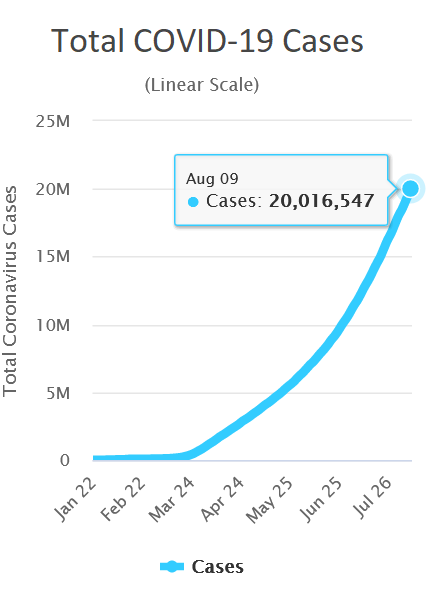 Total COVID-19 Cases
(Linear Scale)
Total Coronavirus Cases
25M
20M
15M
10M
5M
0
Aug 09
● Cases: 20,016,547
Jan 22
Feb 22
Mar 24
Apr 24
May 25
Jun 25
Jul 26
Cases